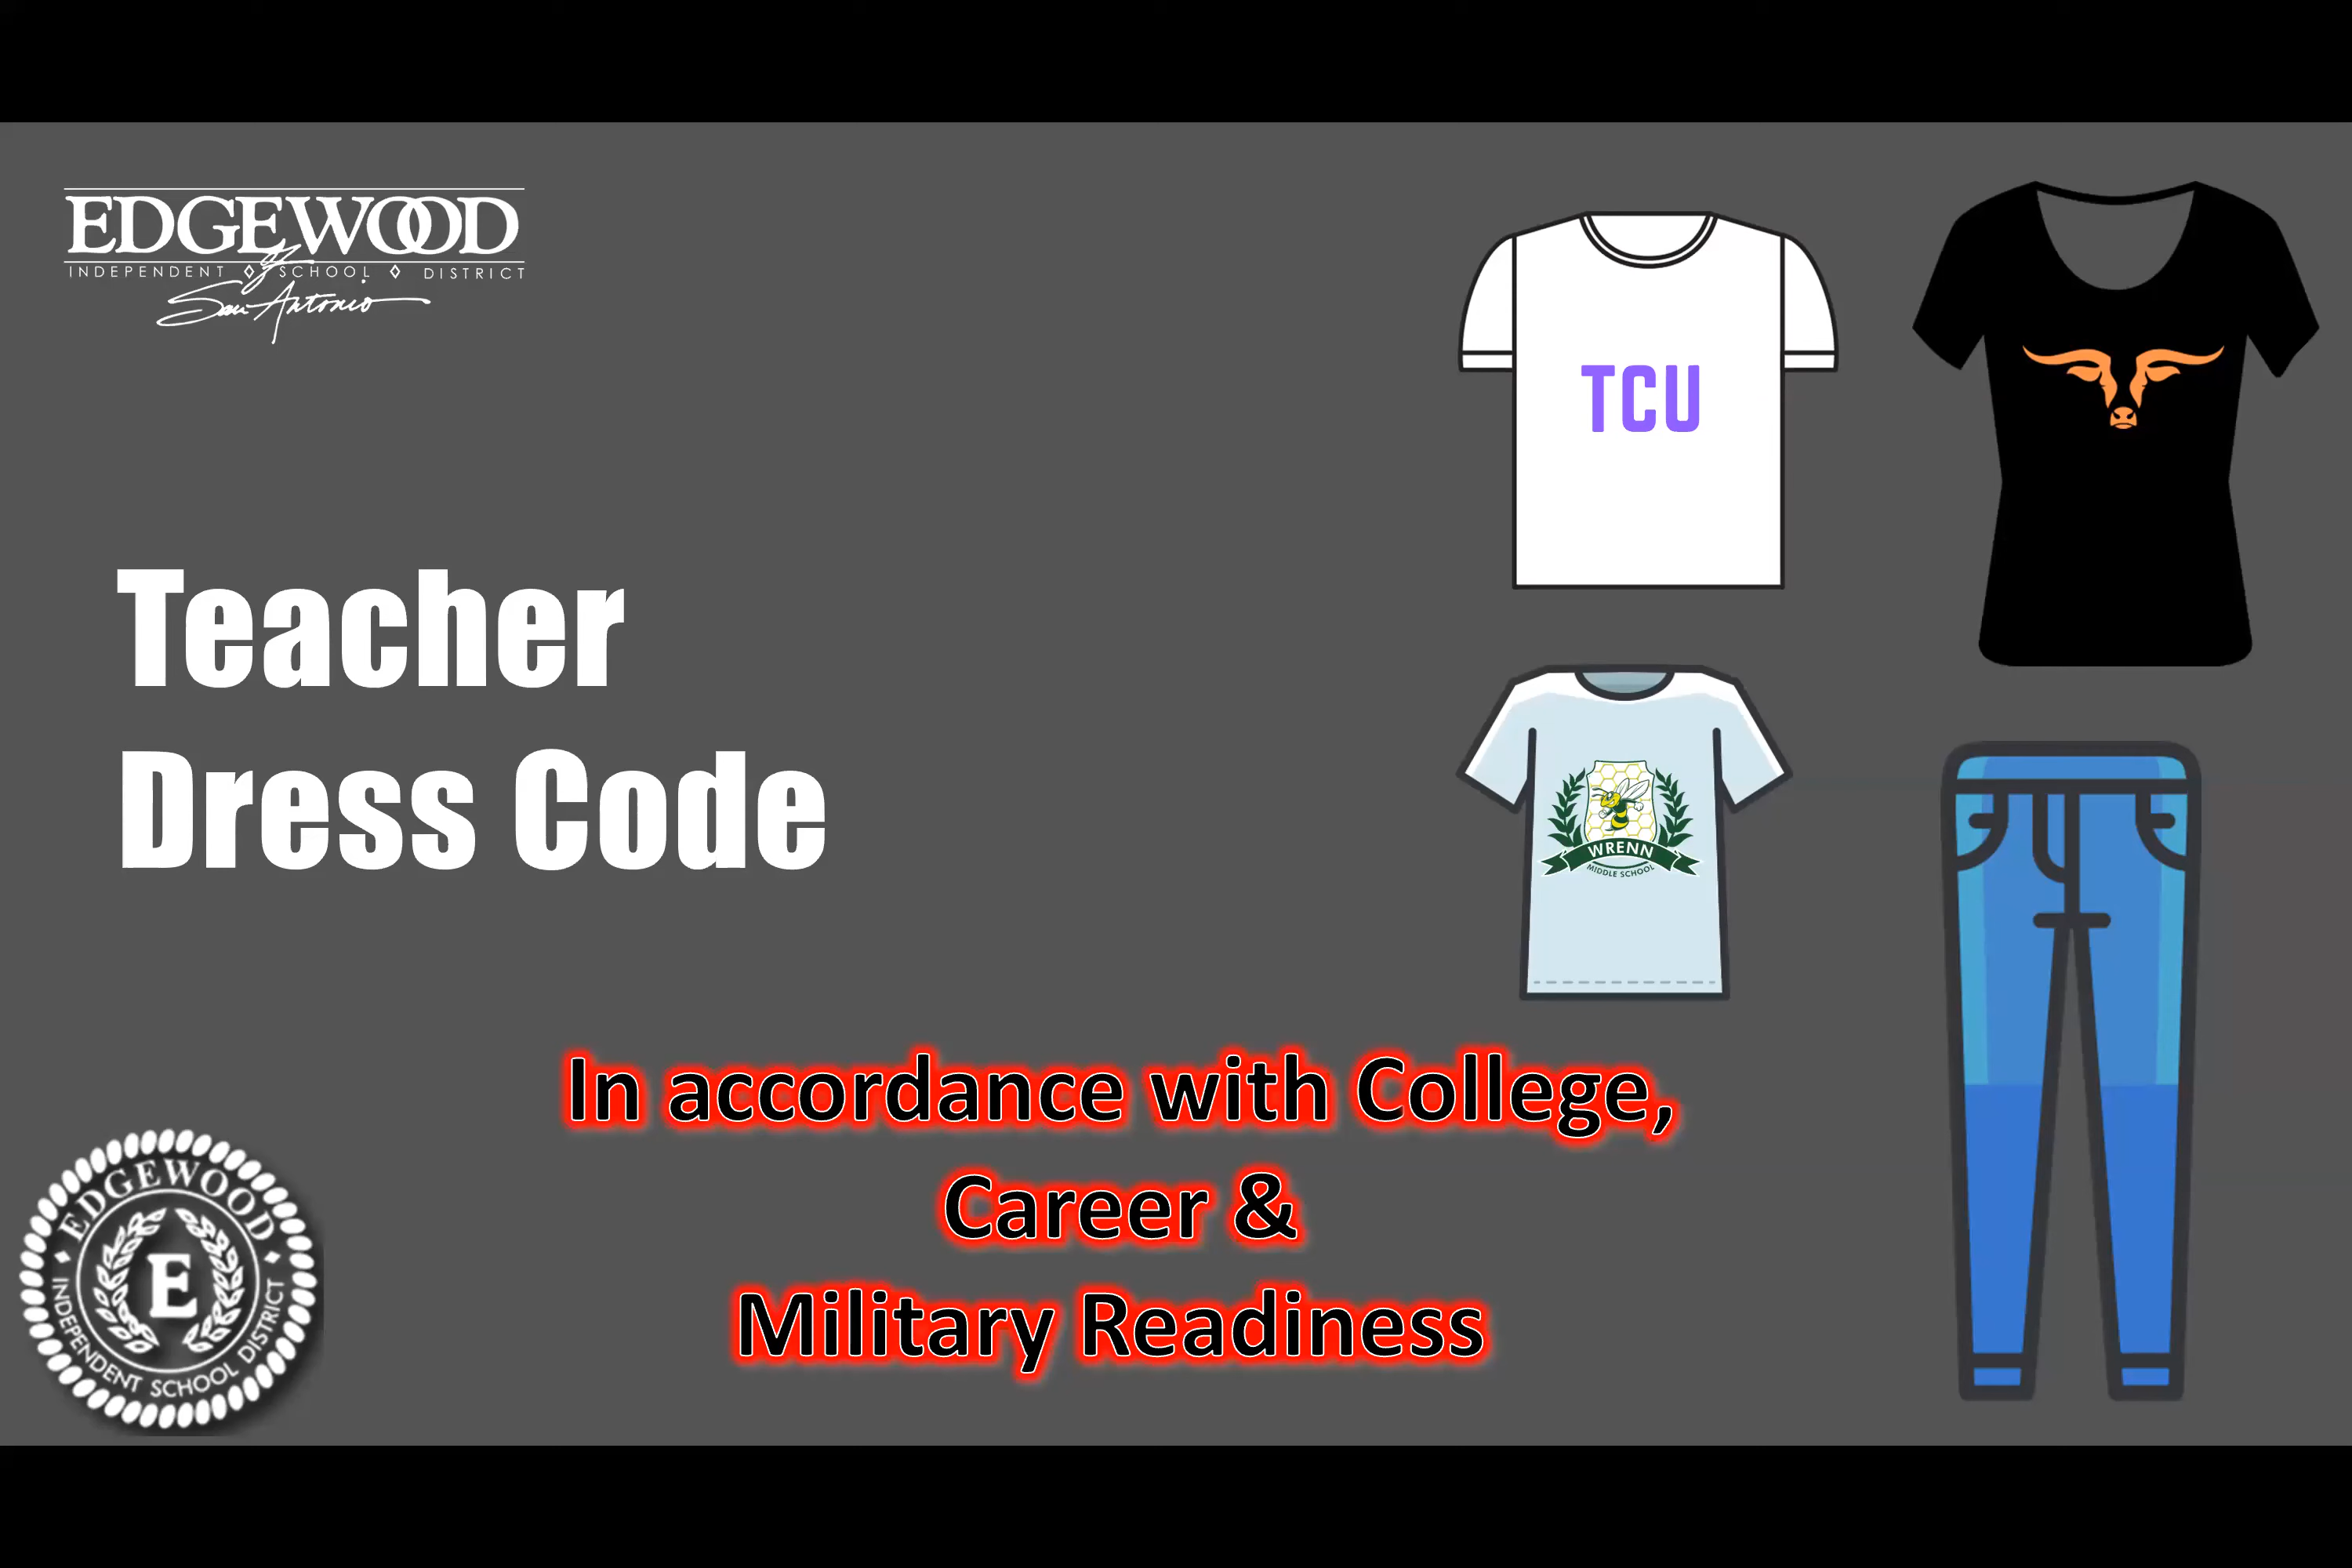 EDGEWOOD
INDEPENDENT SCHOOL DISTRICT
of
San Antonio
TCU
Teacher
Dress Code
WRENN
MIDDLE SCHOOL
In accordance with College,
Career &
Military Readiness
EDGEWOOD
E
INDEPENDENT SCHOOL DISTRICT